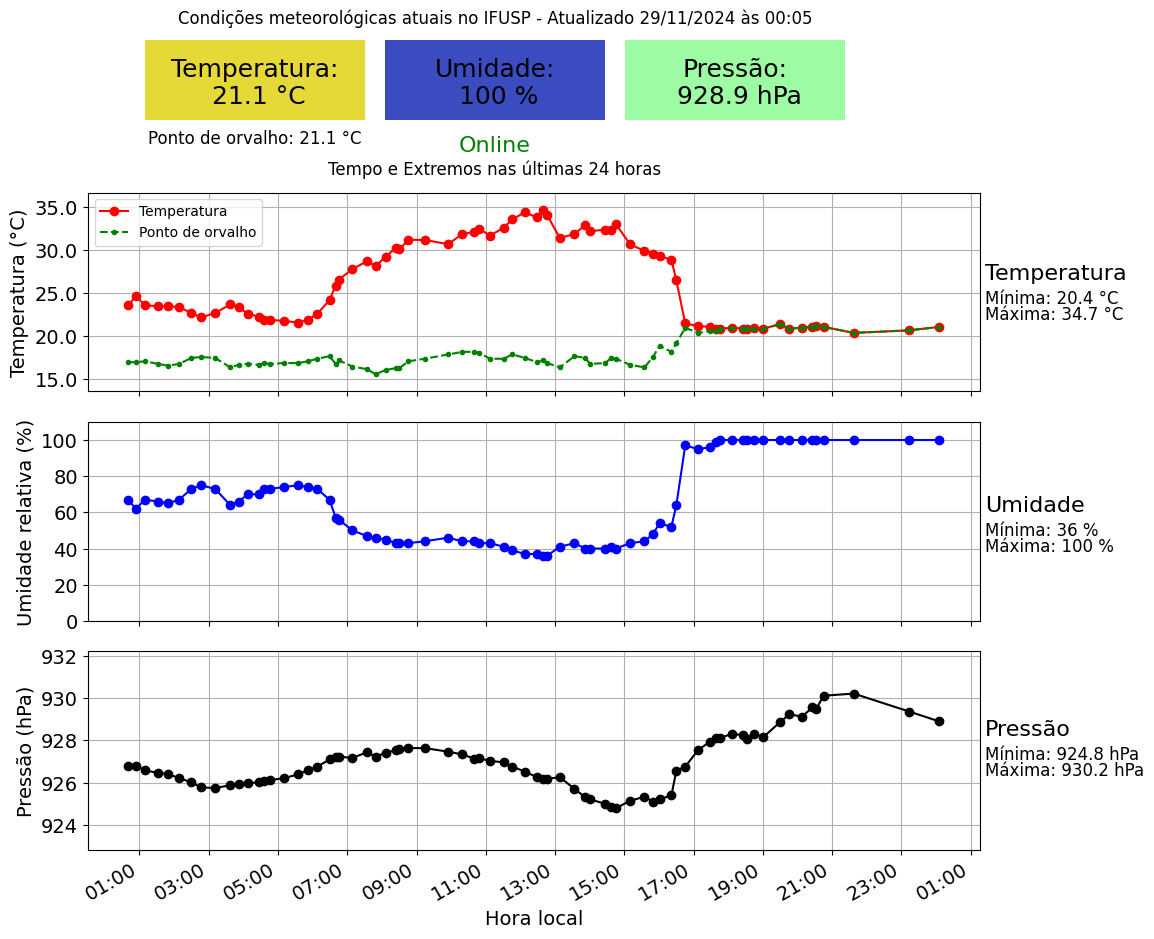 Condições meteorológicas atuais no IFUSP - Atualizado 29/11/2024 às 00:05
Temperatura:
21.1 °C
Umidade:
100 %
Pressão:
928.9 hPa
Ponto de orvalho: 21.1 °C
Online
Tempo e Extremos nas últimas 24 horas
Temperatura (°C)
35.0
30.0
25.0
20.0
15.0
Temperatura
Ponto de orvalho
Temperatura
Mínima: 20.4 °C
Máxima: 34.7 °C
Umidade relativa (%)
100
80
60
40
20
0
Umidade
Mínima: 36 %
Máxima: 100 %
Pressão (hPa)
932
930
928
926
924
Pressão
Mínima: 924.8 hPa
Máxima: 930.2 hPa
01:00 03:00 05:00 07:00 09:00 11:00 13:00 15:00 17:00 19:00 21:00 23:00 01:00
Hora local